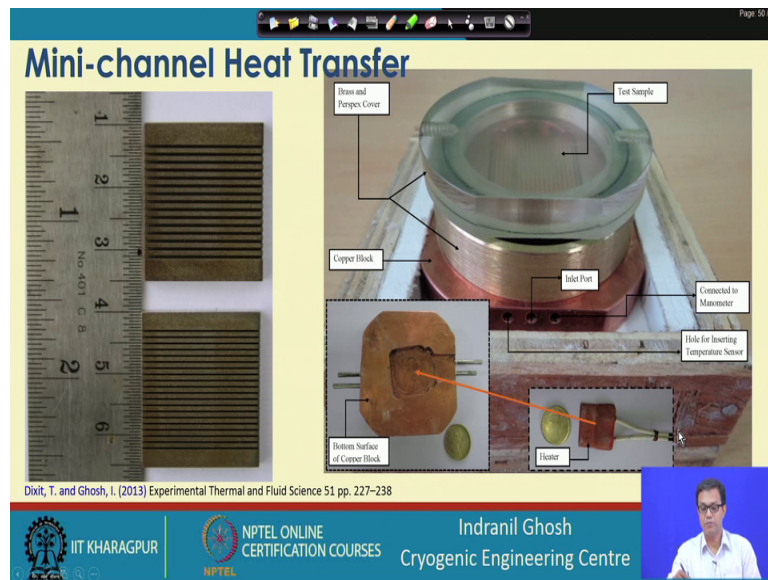 Page: 50 /
Mini-channel Heat Transfer
1
2
3
4
5
6
1
2
No 401 C 8
Brass and
Perspex Cover
Test Sample
Copper Block
Inlet Port
Connected to
Manometer
Hole for Inserting
Temperature Sensor
Bottom Surface
of Copper Block
Heater
Dixit, T. and Ghosh, I. (2013) Experimental Thermal and Fluid Science 51 pp. 227–238
IIT KHARAGPUR
NPTEL
NPTEL ONLINE
CERTIFICATION COURSES
Indranil Ghosh
Cryogenic Engineering Centre